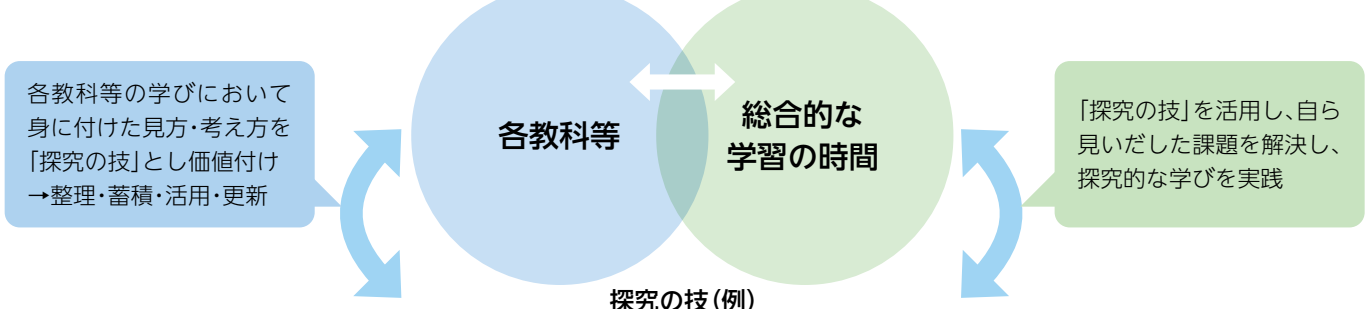 各教科等の学びにおいて
身に付けた見方・考え方を
「探究の技」とし価値付け
→整理・蓄積・活用・更新
各教科等
総合的な
学習の時間
「探究の技」を活用し、自ら
見いだした課題を解決し、
探究的な学びを実践
探究の技(例)